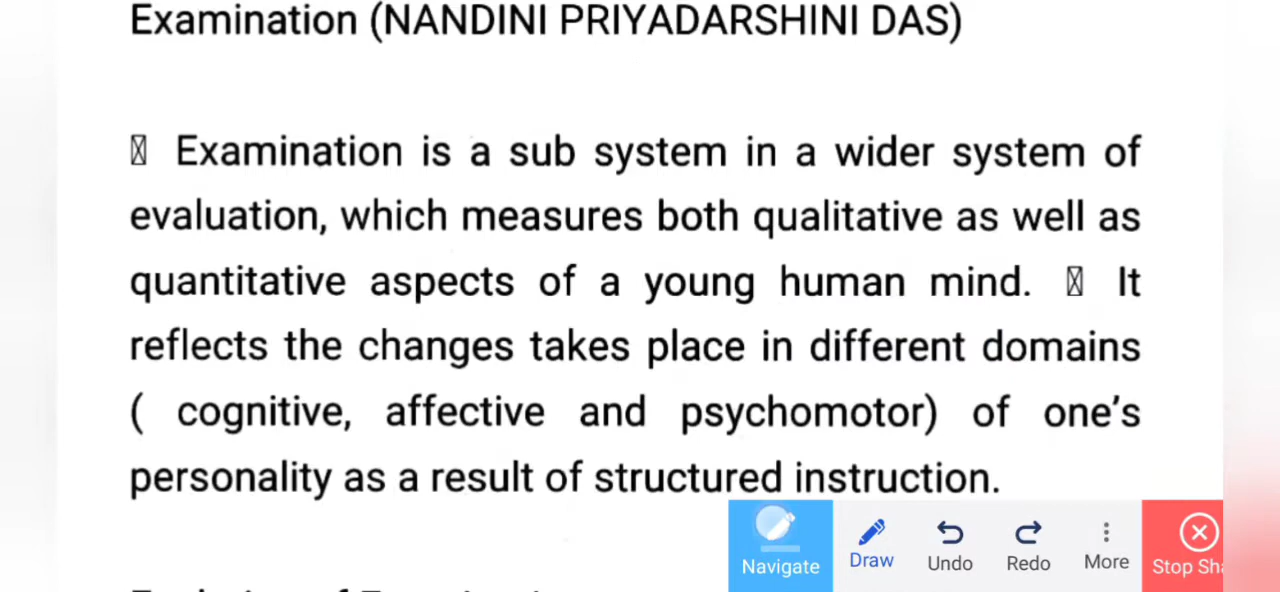 Examination (NANDINI PRIYADARSHINI DAS)
Examination is a sub system in a wider system of
evaluation, which measures both qualitative as well as
quantitative aspects of a young human mind. It
reflects the changes takes place in different domains
( cognitive, affective and psychomotor) of one’s
personality as a result of structured instruction.
Navigate Draw Undo Redo More Stop